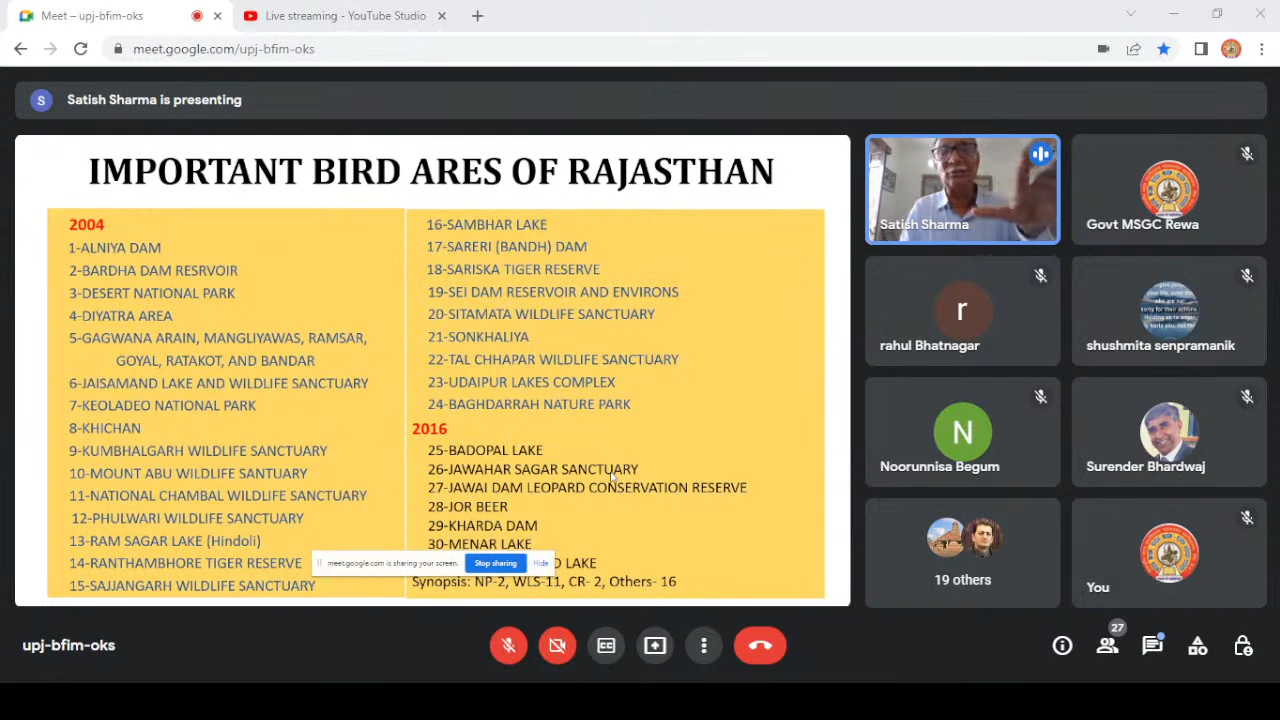 Meet – upj-bfim-oks
Live streaming - YouTube Studio
meet.google.com/upj-bfim-oks
S
Satish Sharma is presenting
IMPORTANT BIRD ARES OF RAJASTHAN
2004
1-ALNIYA DAM
2-BARDHA DAM RESRVOIR
3-DESERT NATIONAL PARK
4-DIYATRA AREA
5-GAGWANA ARAIN, MANGLIYAWAS, RAMSAR,
GOYAL, RATAKOT, AND BANDAR
6-JAISAMAND LAKE AND WILDLIFE SANCTUARY
7-KEOLADEO NATIONAL PARK
8-KHICHAN
9-KUMBHALGARH WILDLIFE SANCTUARY
10-MOUNT ABU WILDLIFE SANTUARY
11-NATIONAL CHAMBAL WILDLIFE SANCTUARY
12-PHULWARI WILDLIFE SANCTUARY
13-RAM SAGAR LAKE (Hindoli)
14-RANTHAMBHORE TIGER RESERVE
15-SAJJANGARH WILDLIFE SANCTUARY
16-SAMBHAR LAKE
17-SARERI (BANDH) DAM
18-SARISKA TIGER RESERVE
19-SEI DAM RESERVOIR AND ENVIRONS
20-SITAMATA WILDLIFE SANCTUARY
21-SONKHALIYA
22-TAL CHHAPAR WILDLIFE SANCTUARY
23-UDAIPUR LAKES COMPLEX
24-BAGHDARRAH NATURE PARK
2016
25-BADOPAL LAKE
26-JAWAHAR SAGAR SANCTUARY
27-JAWAI DAM LEOPARD CONSERVATION RESERVE
28-JOR BEER
29-KHARDA DAM
30-MENAR LAKE
LAKE
Synopsis: NP-2, WLS-11, CR- 2, Others- 16
meet.google.com is sharing your screen.
Stop sharing
Hide
Satish Sharma
Govt MSGC Rewa
r
rahul Bhatnagar
shushmita senpramanik
N
Noorunnisa Begum
Surender Bhardwaj
19 others
You
upj-bfim-oks
CC
27